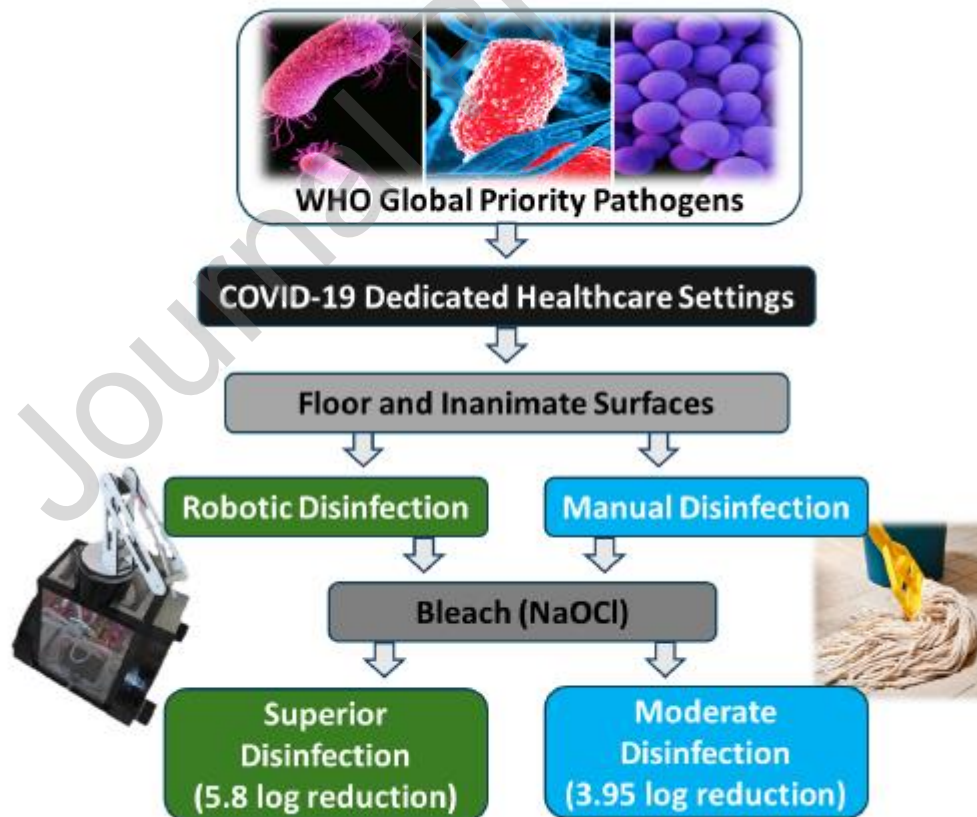 WHO Global Priority Pathogens
COVID-19 Dedicated Healthcare Settings
Floor and Inanimate Surfaces
Robotic Disinfection
Manual Disinfection
Bleach (NaOCl)
Superior
Disinfection
(5.8 log reduction)
Moderate
Disinfection
(3.95 log reduction)
Journal